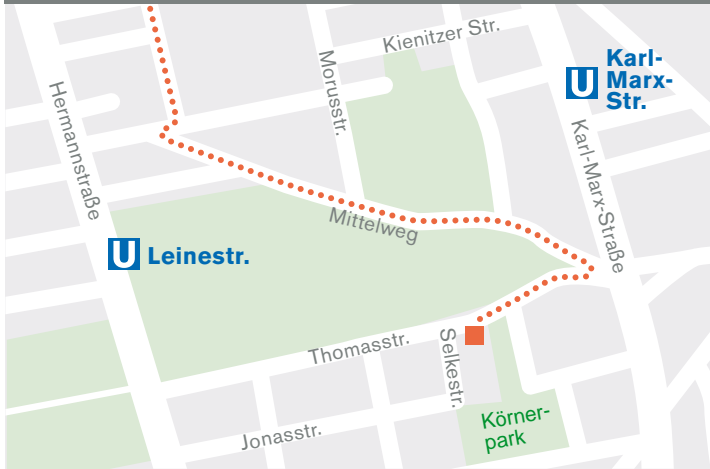 Kienitzer Str.
Karl-
Marx-
Str.
U
Morusstr.
Hermannstraße
Karl-Marx-Straße
Mittelweg
U Leinestr.
Thomasstr.
Selkestr.
Körner-
park
Jonasstr.